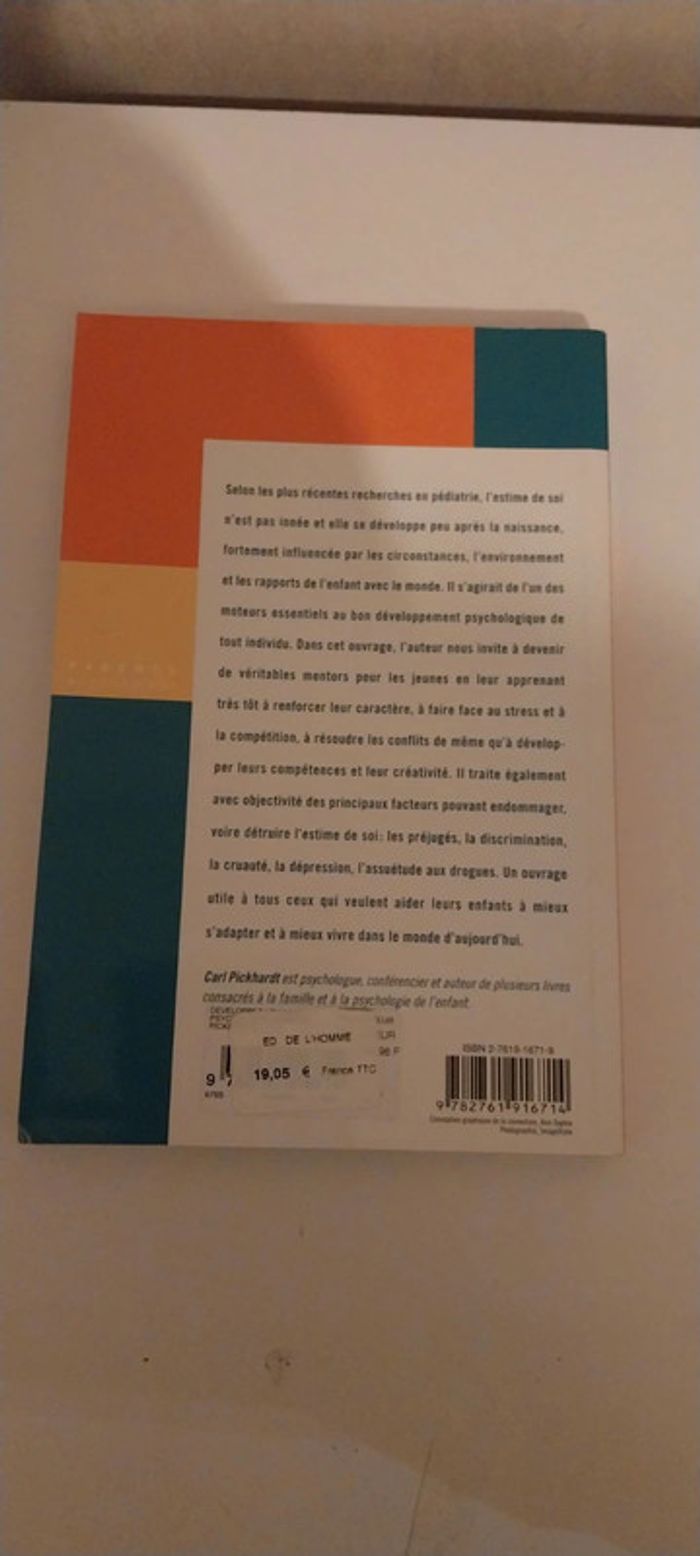 Selon les plus récentes recherches en pédiatrie, l'estime de soi
n'est pas innée et elle se développe peu après la naissance,
fortement influencée par les circonstances, l'environnement
et les rapports de l'enfant avec le monde. Il s'agirait de l'un des
moteurs essentiels au bon développement psychologique de
tout individu. Dans cet ouvrage, l'auteur nous invite à devenir
de véritables mentors pour les jeunes en leur apprenant
très tôt à renforcer leur caractère, à faire face au stress et à
la compétition, à résoudre les conflits de même qu'à dévelop-
per leurs compétences et leur créativité. Il traite également
avec objectivité des principaux facteurs pouvant endommager,
voire détruire l'estime de soi: les préjugés, la discrimination,
la cruauté, la dépression, l'assuétude aux drogues. Un ouvrage
utile à tous ceux qui veulent aider leurs enfants à mieux
s'adapter et à mieux vivre dans le monde d'aujourd'hui.
PARENTS
Carl Pickhardt est psychologue, conférencier et auteur de plusieurs livres
consacrés à la famille et à la psychologie de l'enfant.
ED DE L'HOMME
19,05 € France TTC
ISBN 2-7619-1671-9
9 782761 916714